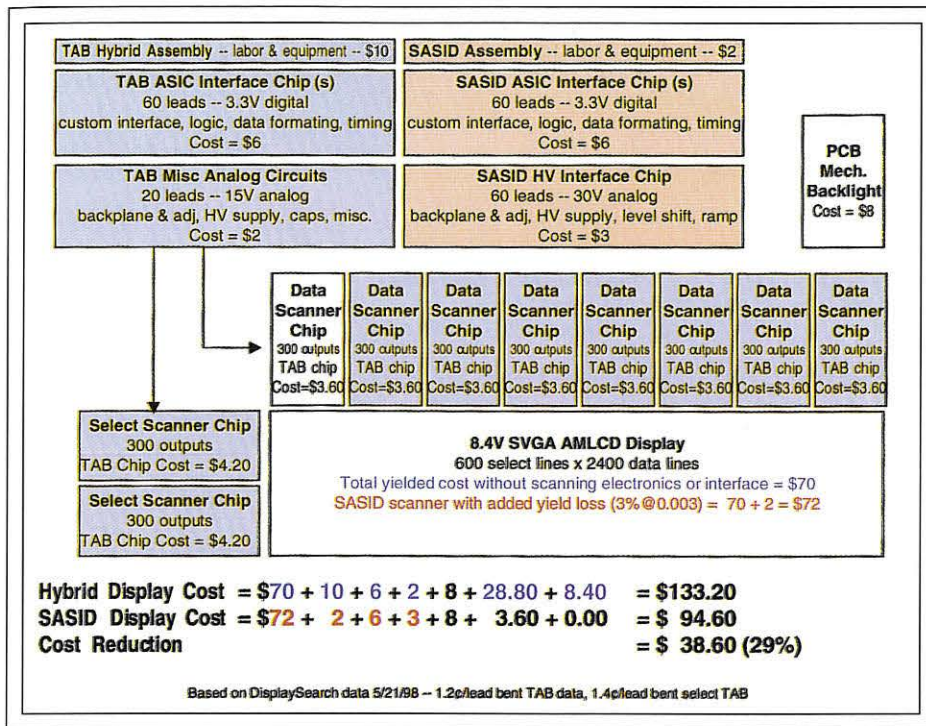 TAB Hybrid Assembly -- labor & equipment -- $10
SASID Assembly -- labor & equipment -- $2
TAB ASIC Interface Chip (s)
60 leads -- 3.3V digital
custom interface, logic, data formating, timing
Cost = $6
SASID ASIC Interface Chip (s)
60 leads -- 3.3V digital
custom interface, logic, data formating, timing
Cost = $6
PCB
Mech.
Backlight
Cost = $8
TAB Misc Analog Circuits
20 leads -- 15V analog
backplane & adj, HV supply, caps, misc.
Cost = $2
SASID HV Interface Chip
60 leads -- 30V analog
backplane & adj, HV supply, level shift, ramp
Cost = $3
Data
Scanner
Chip
300 outputs
TAB chip
Cost=$3.60
Data
Scanner
Chip
300 outputs
TAB chip
Cost=$3.60
Data
Scanner
Chip
300 outputs
TAB chip
Cost=$3.60
Data
Scanner
Chip
300 outputs
TAB chip
Cost=$3.60
Data
Scanner
Chip
300 outputs
TAB chip
Cost=$3.60
Data
Scanner
Chip
300 outputs
TAB chip
Cost=$3.60
Data
Scanner
Chip
300 outputs
TAB chip
Cost=$3.60
Data
Scanner
Chip
300 outputs
TAB chip
Cost=$3.60
Select Scanner Chip
300 outputs
TAB Chip Cost = $4.20
Select Scanner Chip
300 outputs
TAB Chip Cost = $4.20
8.4V SVGA AMLCD Display
600 select lines x 2400 data lines
Total yielded cost without scanning electronics or interface = $70
SASID scanner with added yield loss (3%@0.003) = 70 + 2 = $72
Hybrid Display Cost = $70 + 10 + 6 + 2 + 8 + 28.80 + 8.40 = $133.20
SASID Display Cost = $72 + 2 + 6 + 3 + 8 + 3.60 + 0.00 = $ 94.60
Cost Reduction = $ 38.60 (29%)
Based on DisplaySearch data 5/21/98 -- 1.2¢/lead bent TAB data, 1.4¢/lead bent select TAB